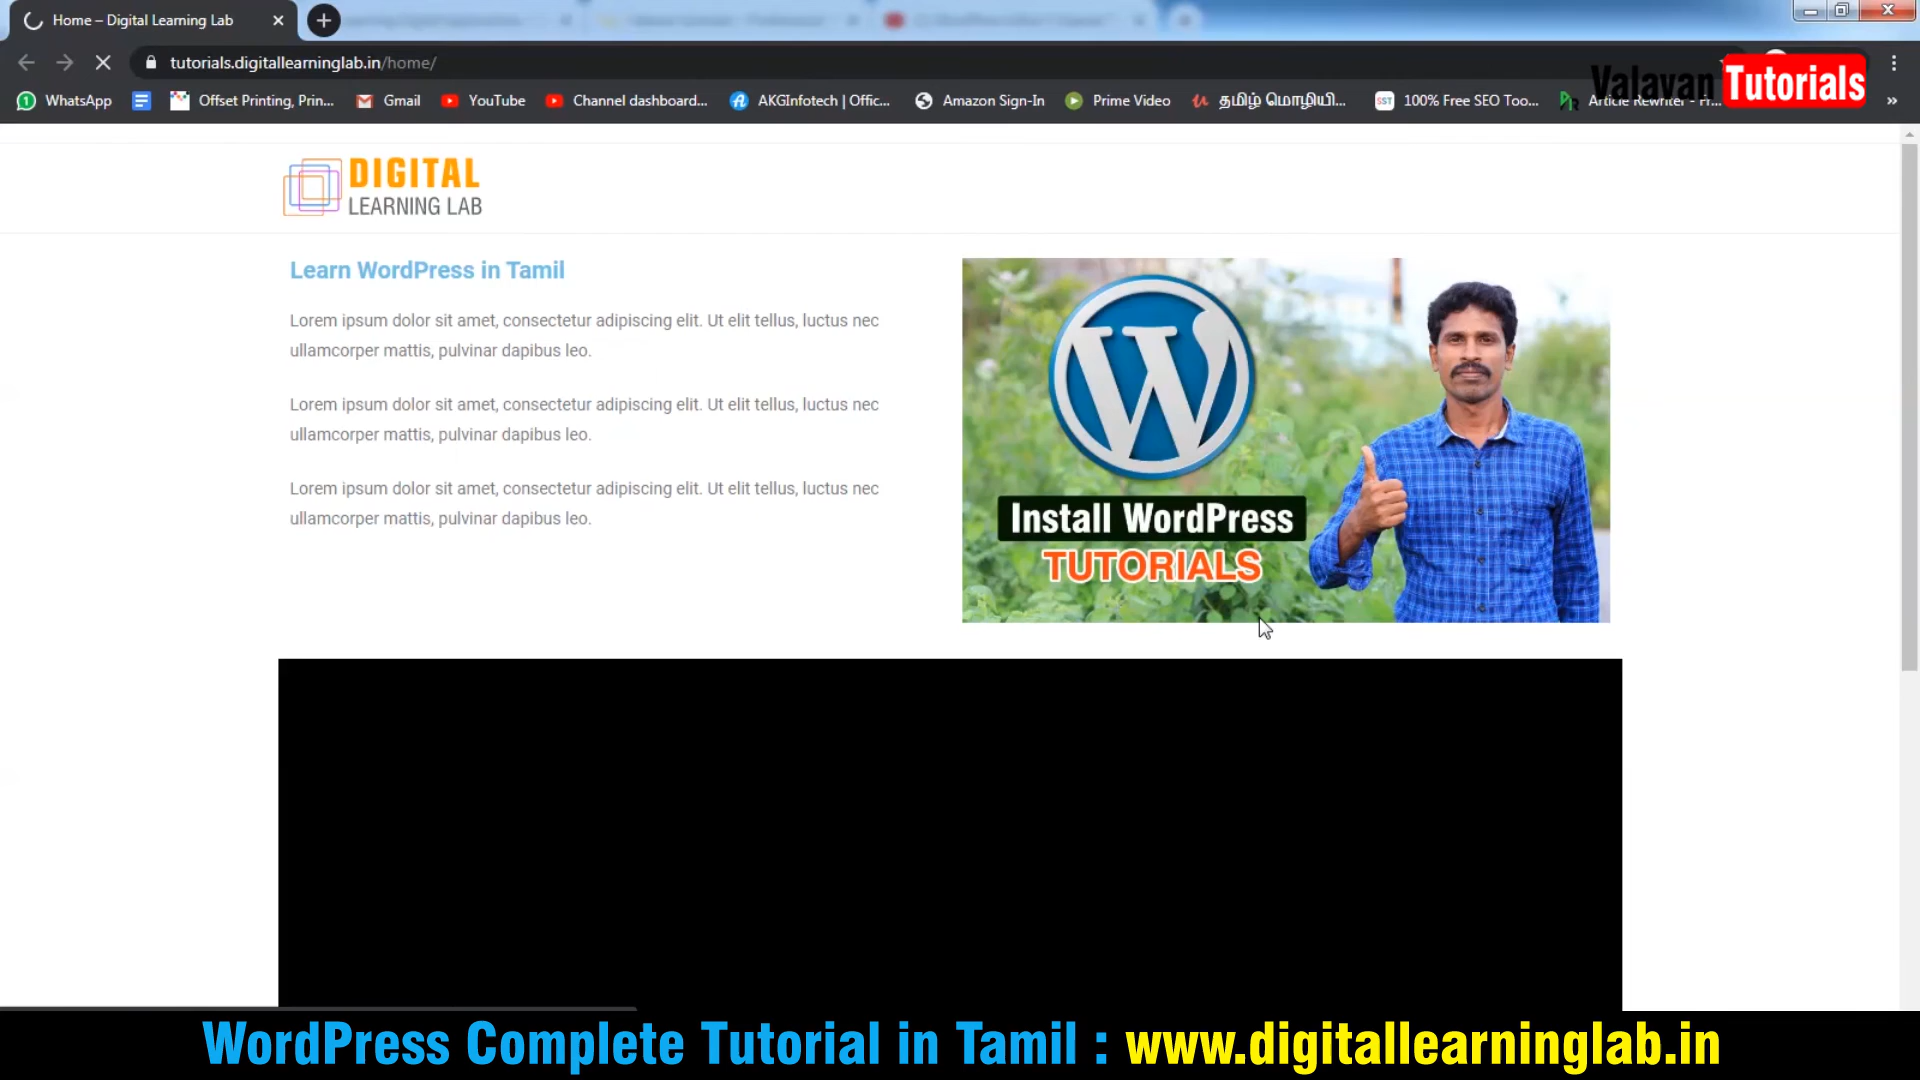 Home – Digital Learning Lab
tutorials.digitallearninglab.in/home/
Valavan Tutorials
1 WhatsApp
Offset Printing, Prin...
Gmail
YouTube
Channel dashboard...
AKGInfotech | Offic...
Amazon Sign-In
Prime Video
தமிழ் மொழியி...
SST 100% Free SEO Too...
Article Rewriter - Fr...
DIGITAL
LEARNING LAB
Learn WordPress in Tamil
Lorem ipsum dolor sit amet, consectetur adipiscing elit. Ut elit tellus, luctus nec
ullamcorper mattis, pulvinar dapibus leo.
Lorem ipsum dolor sit amet, consectetur adipiscing elit. Ut elit tellus, luctus nec
ullamcorper mattis, pulvinar dapibus leo.
Lorem ipsum dolor sit amet, consectetur adipiscing elit. Ut elit tellus, luctus nec
ullamcorper mattis, pulvinar dapibus leo.
W
Install WordPress
TUTORIALS
WordPress Complete Tutorial in Tamil : www.digitallearninglab.in